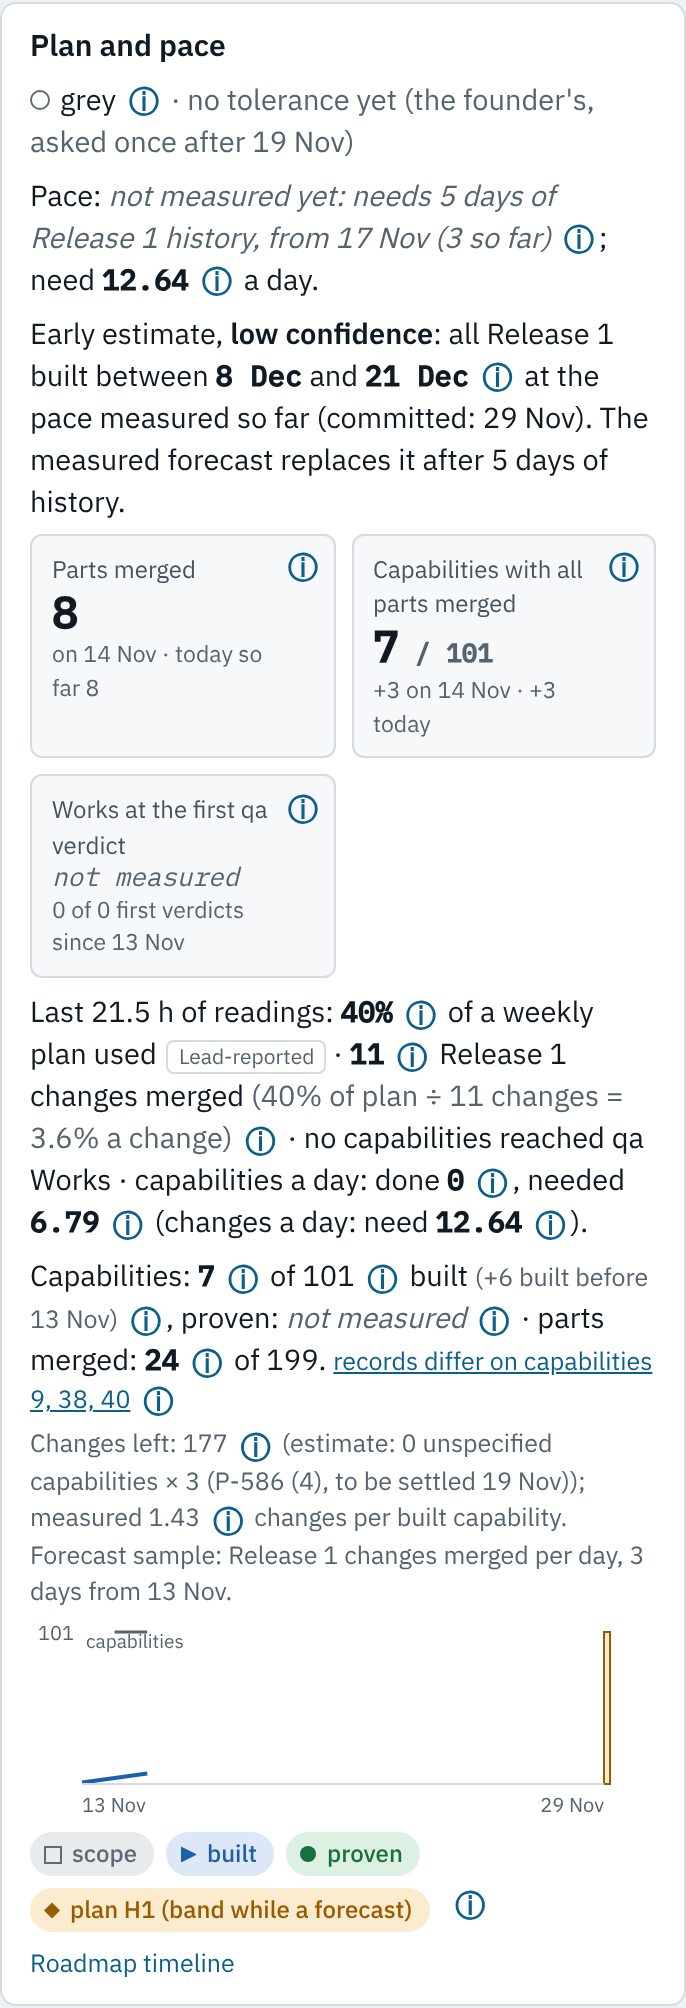 Plan and pace
grey ⓘ · no tolerance yet (the founder's,
asked once after 19 Nov)
Pace: not measured yet: needs 5 days of
Release 1 history, from 17 Nov (3 so far) ⓘ;
need 12.64 ⓘ a day.
Early estimate, low confidence: all Release 1
built between 8 Dec and 21 Dec ⓘ at the
pace measured so far (committed: 29 Nov). The
measured forecast replaces it after 5 days of
history.
Parts merged ⓘ
8
on 14 Nov · today so
far 8
Capabilities with all ⓘ
parts merged
7 / 101
+3 on 14 Nov · +3
today
Works at the first qa ⓘ
verdict
not measured
0 of 0 first verdicts
since 13 Nov
Last 21.5 h of readings: 40% ⓘ of a weekly
plan used Lead-reported · 11 ⓘ Release 1
changes merged (40% of plan ÷ 11 changes =
3.6% a change) ⓘ · no capabilities reached qa
Works · capabilities a day: done 0 ⓘ, needed
6.79 ⓘ (changes a day: need 12.64 ⓘ).
Capabilities: 7 ⓘ of 101 ⓘ built (+6 built before
13 Nov) ⓘ, proven: not measured ⓘ · parts
merged: 24 ⓘ of 199. records differ on capabilities
9, 38, 40 ⓘ
Changes left: 177 ⓘ (estimate: 0 unspecified
capabilities × 3 (P-586 (4), to be settled 19 Nov));
measured 1.43 ⓘ changes per built capability.
Forecast sample: Release 1 changes merged per day, 3
days from 13 Nov.
101 capabilities
13 Nov 29 Nov
scope built proven
plan H1 (band while a forecast) ⓘ
Roadmap timeline